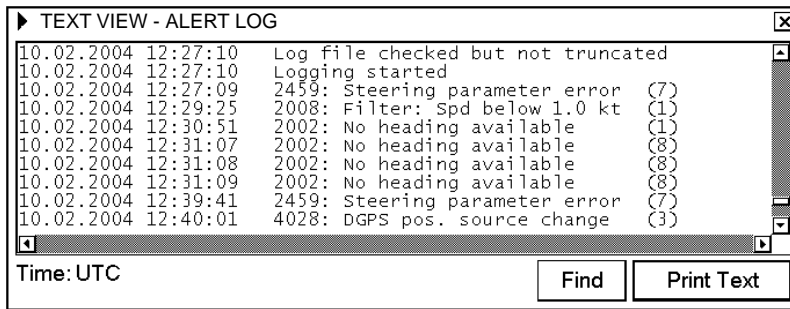 TEXT VIEW - ALERT LOG
10.02.2004 12:27:10 Log file checked but not truncated
10.02.2004 12:27:10 Logging started
10.02.2004 12:27:09 2459: Steering parameter error (7)
10.02.2004 12:29:25 2008: Filter: Spd below 1.0 kt (1)
10.02.2004 12:30:51 2002: No heading available (1)
10.02.2004 12:31:07 2002: No heading available (8)
10.02.2004 12:31:08 2002: No heading available (8)
10.02.2004 12:31:09 2002: No heading available (8)
10.02.2004 12:39:41 2459: Steering parameter error (7)
10.02.2004 12:40:01 4028: DGPS pos. source change (3)
Time: UTC
Find Print Text